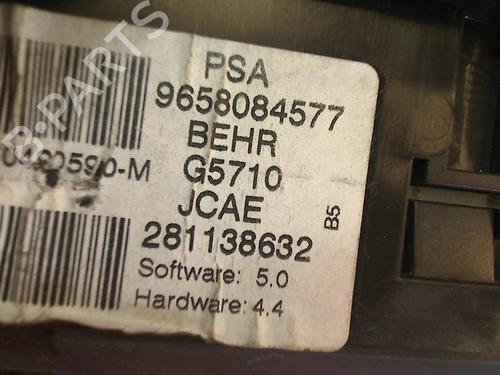 PSA
9658084577
BEHR
G5710
JCAE
281138632
Software: 5.0
Hardware: 4.4
B5
B-PARTS